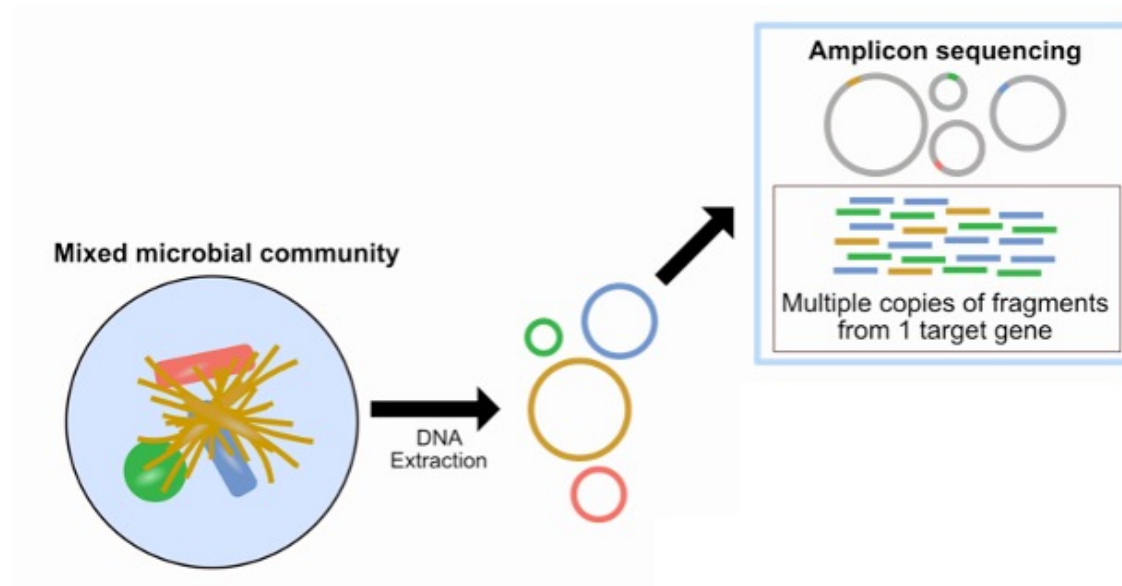 Amplicon sequencing
Multiple copies of fragments
from 1 target gene
Mixed microbial community
DNA
Extraction